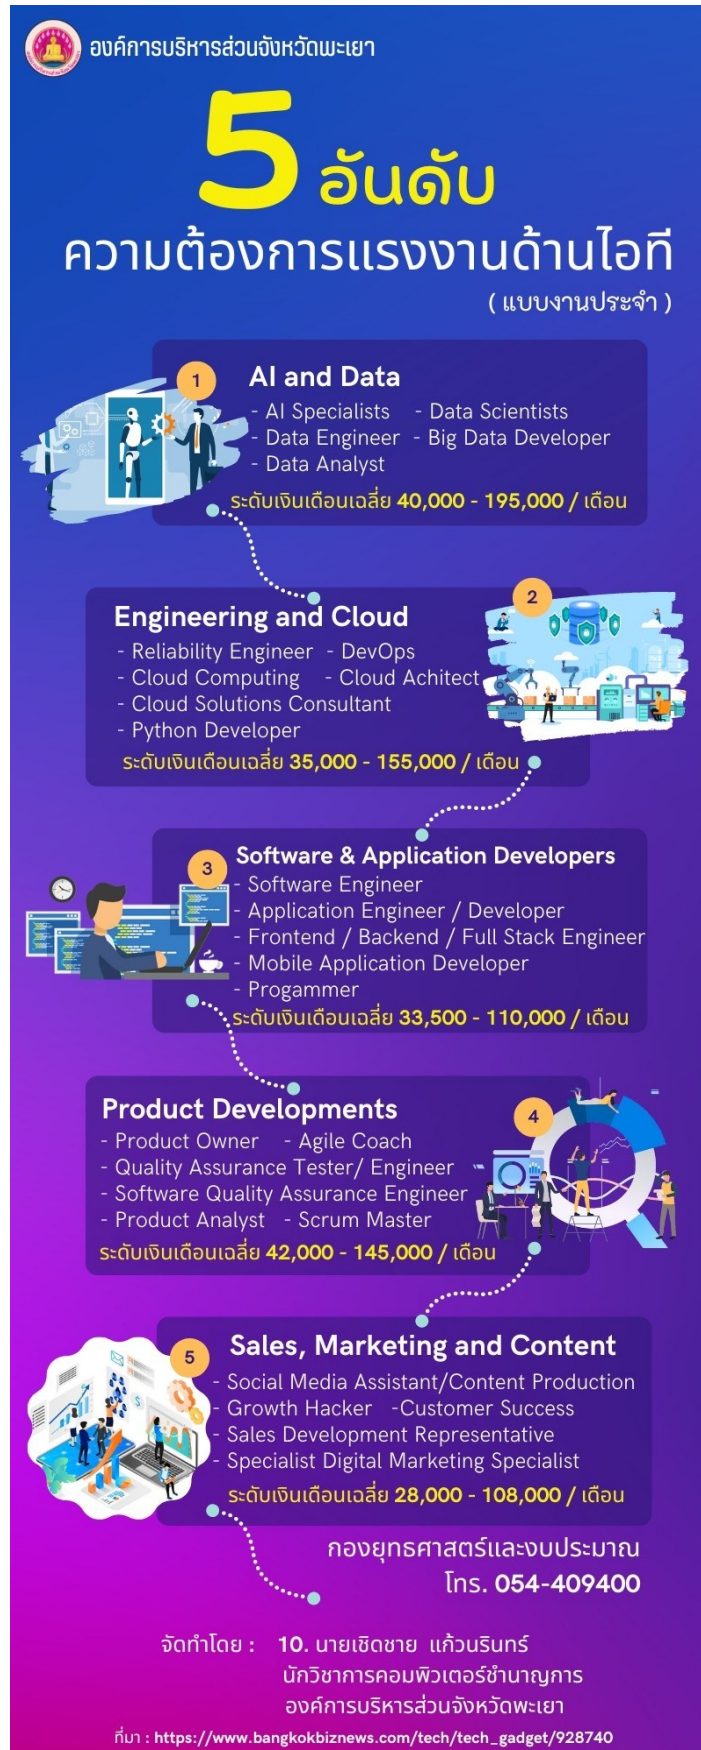 องค์การบริหารส่วนจังหวัดพะเยา
5 อันดับ
ความต้องการแรงงานด้านไอที
( แบบงานประจำ )
1
AI and Data
- AI Specialists - Data Scientists
- Data Engineer - Big Data Developer
- Data Analyst
ระดับเงินเดือนเฉลี่ย 40,000 - 195,000 / เดือน
2
Engineering and Cloud
- Reliability Engineer - DevOps
- Cloud Computing - Cloud Achitect
- Cloud Solutions Consultant
- Python Developer
ระดับเงินเดือนเฉลี่ย 35,000 - 155,000 / เดือน
3
Software & Application Developers
- Software Engineer
- Application Engineer / Developer
- Frontend / Backend / Full Stack Engineer
- Mobile Application Developer
- Progammer
ระดับเงินเดือนเฉลี่ย 33,500 - 110,000 / เดือน
4
Product Developments
- Product Owner - Agile Coach
- Quality Assurance Tester/ Engineer
- Software Quality Assurance Engineer
- Product Analyst - Scrum Master
ระดับเงินเดือนเฉลี่ย 42,000 - 145,000 / เดือน
5
Sales, Marketing and Content
- Social Media Assistant/Content Production
- Growth Hacker -Customer Success
- Sales Development Representative
- Specialist Digital Marketing Specialist
ระดับเงินเดือนเฉลี่ย 28,000 - 108,000 / เดือน
กองยุทธศาสตร์และงบประมาณ
โทร. 054-409400
จัดทำโดย : 10. นายเชิดชาย แก้วนรินทร์
นักวิชาการคอมพิวเตอร์ชำนาญการ
องค์การบริหารส่วนจังหวัดพะเยา
ที่มา : https://www.bangkokbiznews.com/tech/tech_gadget/928740